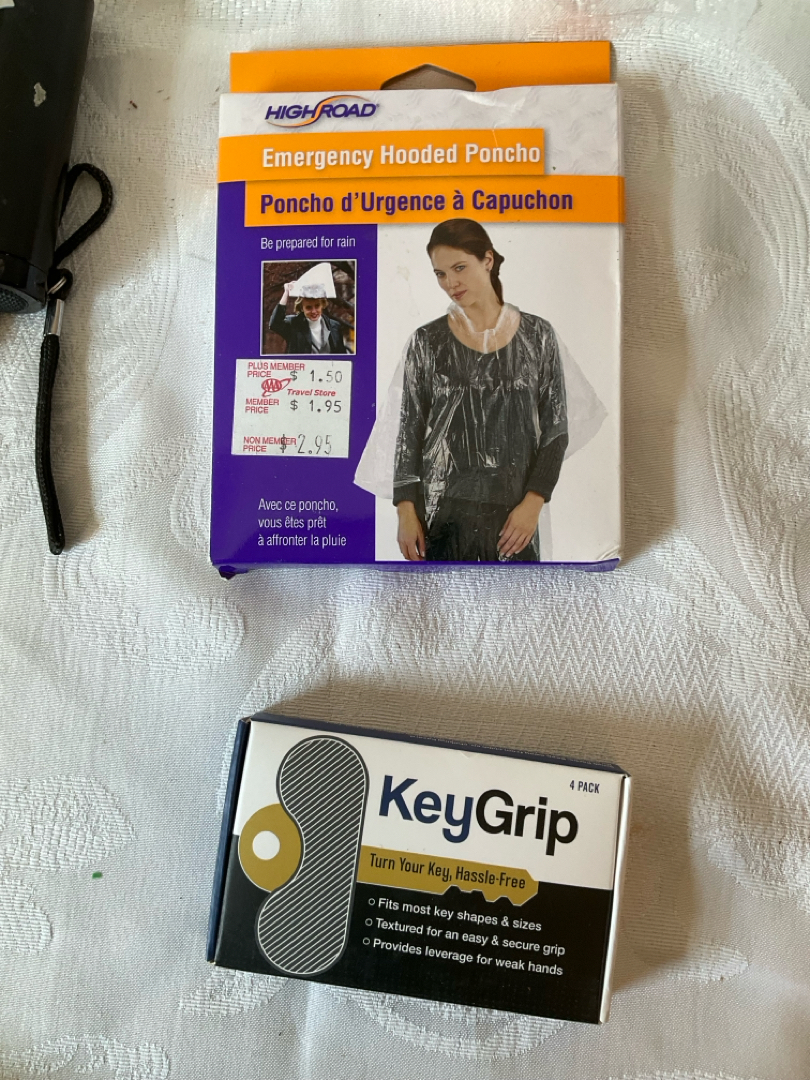 HIGH ROAD®
Emergency Hooded Poncho
Poncho d'Urgence à Capuchon
Be prepared for rain
PLUS MEMBER
PRICE $ 1.50
AAA Travel Store
MEMBER
PRICE $ 1.95
NON MEMBER
PRICE $2.95
Avec ce poncho,
vous êtes prêt
à affronter la pluie
4 PACK
KeyGrip
Turn Your Key, Hassle-Free
Fits most key shapes & sizes
Textured for an easy & secure grip
Provides leverage for weak hands